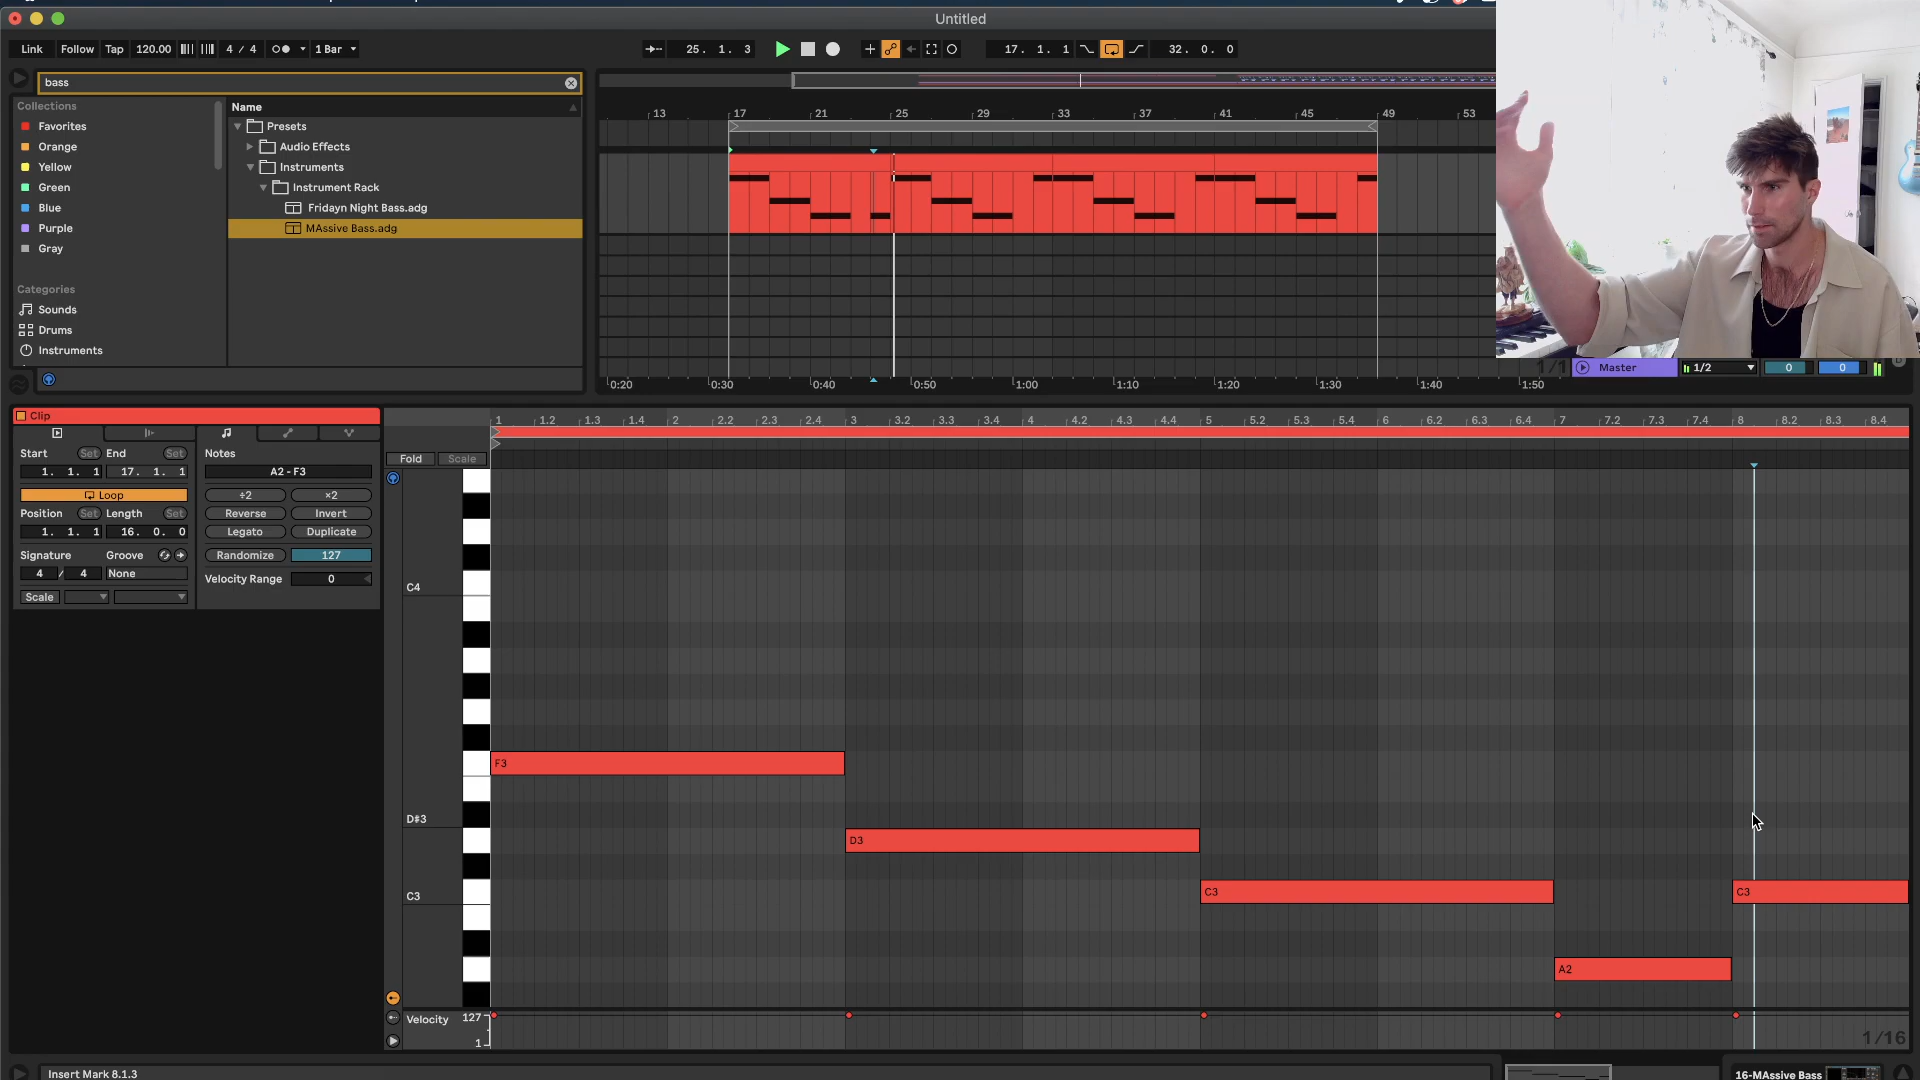 Untitled
Link Follow Tap 120.00 4 / 4 1 Bar
25. 1. 3
17. 1. 1
32. 0. 0
bass
Collections
Favorites
Orange
Yellow
Green
Blue
Purple
Gray
Categories
Sounds
Drums
Instruments
Name
Presets
Audio Effects
Instruments
Instrument Rack
Fridayn Night Bass.adg
MAssive Bass.adg
13 17 21 25 29 33 37 41 45 49 53
0:20 0:30 0:40 0:50 1:00 1:10 1:20 1:30 1:40 1:50
1/1 Master 1/2 0 0
Clip
Start Set End Set
1. 1. 1 17. 1. 1
Loop
Position Set Length Set
1. 1. 1 16. 0. 0
Signature Groove
4 / 4 None
Scale
Notes
A2 - F3
÷2 ×2
Reverse Invert
Legato Duplicate
Randomize 127
Velocity Range 0
1 1.2 1.3 1.4 2 2.2 2.3 2.4 3 3.2 3.3 3.4 4 4.2 4.3 4.4 5 5.2 5.3 5.4 6 6.2 6.3 6.4 7 7.2 7.3 7.4 8 8.2 8.3 8.4
Fold Scale
C4
F3
D#3
D3
C3
C3
C3
A2
Velocity 127
1
1/16
Insert Mark 8.1.3
16-MAssive Bass